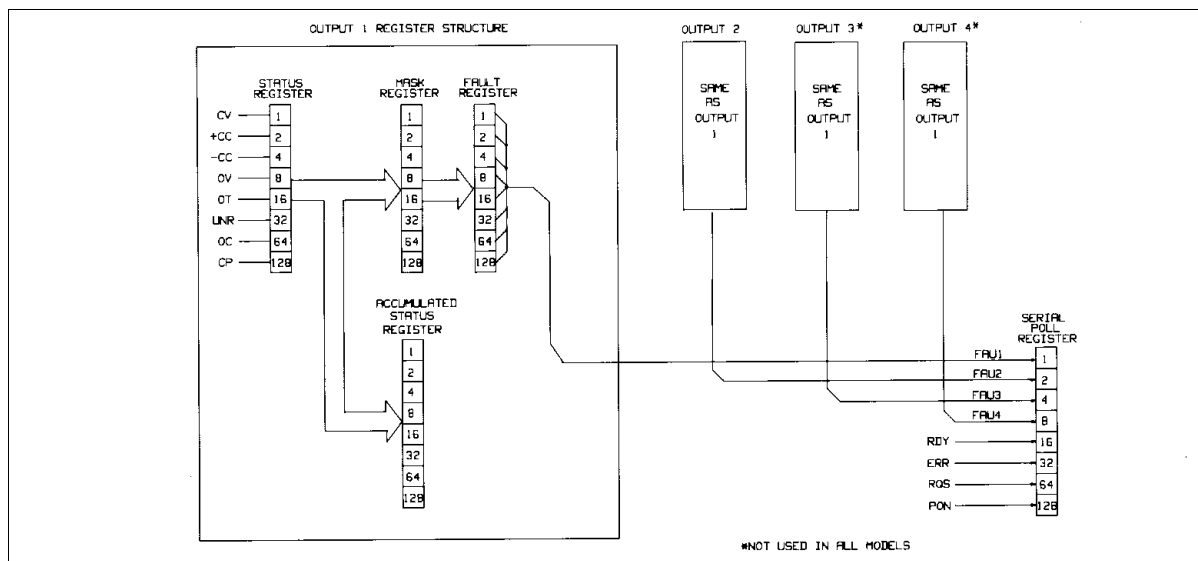 OUTPUT 1 REGISTER STRUCTURE
OUTPUT 2
OUTPUT 3*
OUTPUT 4*
STATUS
REGISTER
MASK
REGISTER
FAULT
REGISTER
CV
+CC
-CC
OV
OT
UNR
OC
CP
1
2
4
8
16
32
64
128
1
2
4
8
16
32
64
128
1
2
4
8
16
32
64
128
SAME
AS
OUTPUT
1
SAME
AS
OUTPUT
1
SAME
AS
OUTPUT
1
ACCUMULATED
STATUS
REGISTER
1
2
4
8
16
32
64
128
SERIAL
POLL
REGISTER
FAU1
FAU2
FAU3
FAU4
RDY
ERR
RQS
PON
1
2
4
8
16
32
64
128
*NOT USED IN ALL MODELS